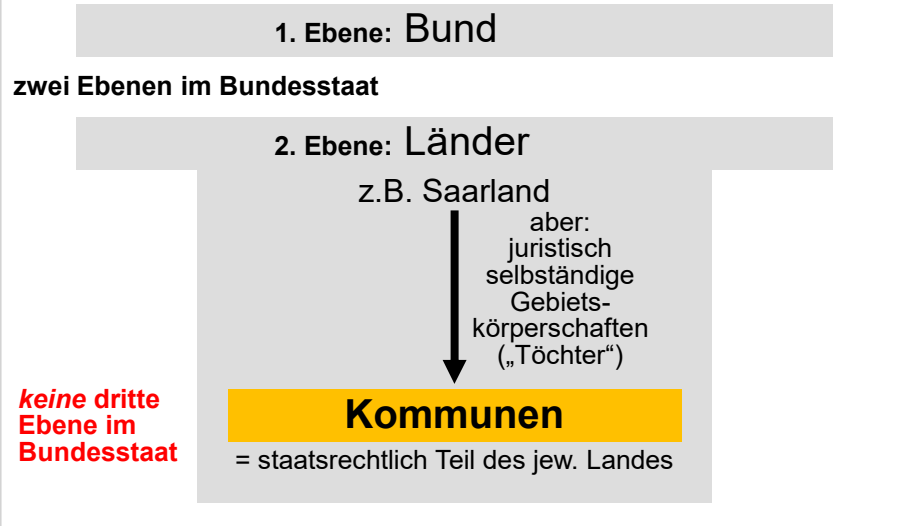 1. Ebene: Bund
zwei Ebenen im Bundesstaat
2. Ebene: Länder
z.B. Saarland
aber:
juristisch
selbständige
Gebiets-
körperschaften
(„Töchter“)
keine dritte
Ebene im
Bundesstaat
Kommunen
= staatsrechtlich Teil des jew. Landes